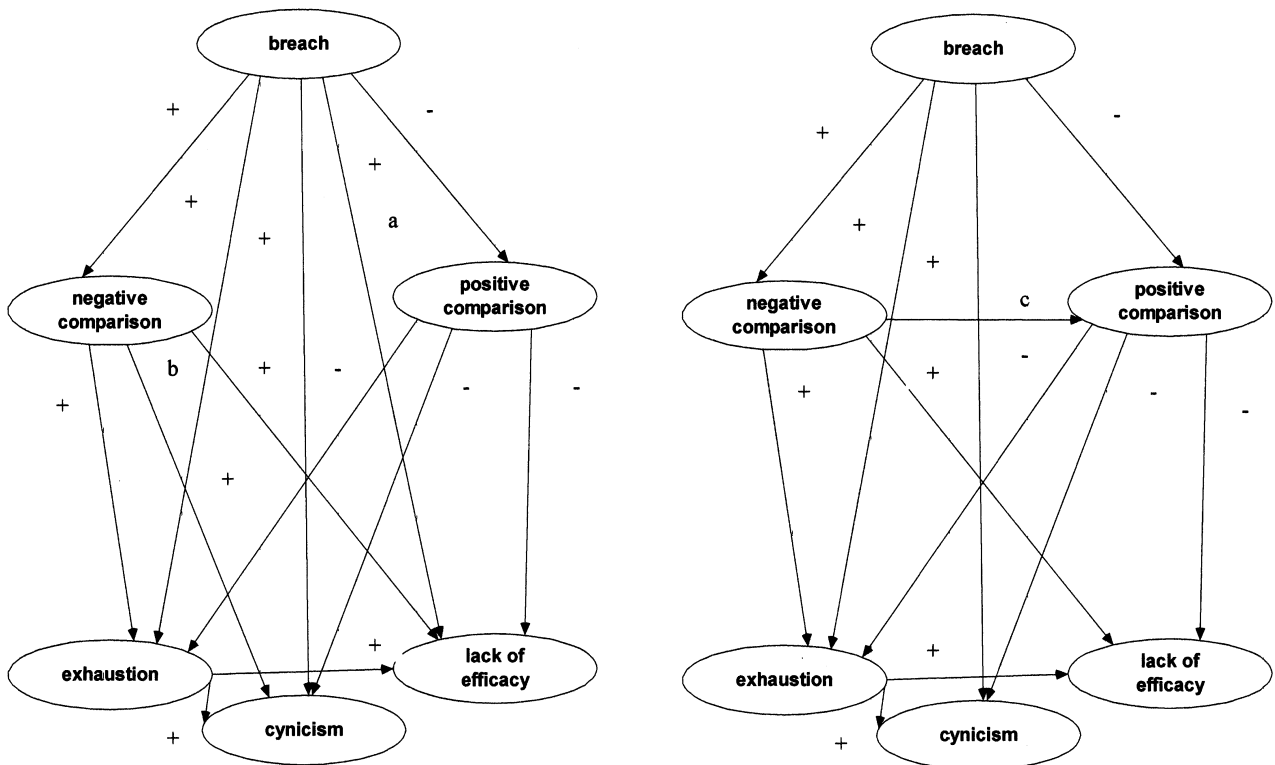 breach
+
-
+
+
a
+
negative
comparison
positive
comparison
b
+
-
-
-
+
+
+
exhaustion
lack of
efficacy
cynicism
+
breach
+
-
+
+
negative
comparison
c
positive
comparison
-
+
+
-
-
+
exhaustion
lack of
efficacy
cynicism
+